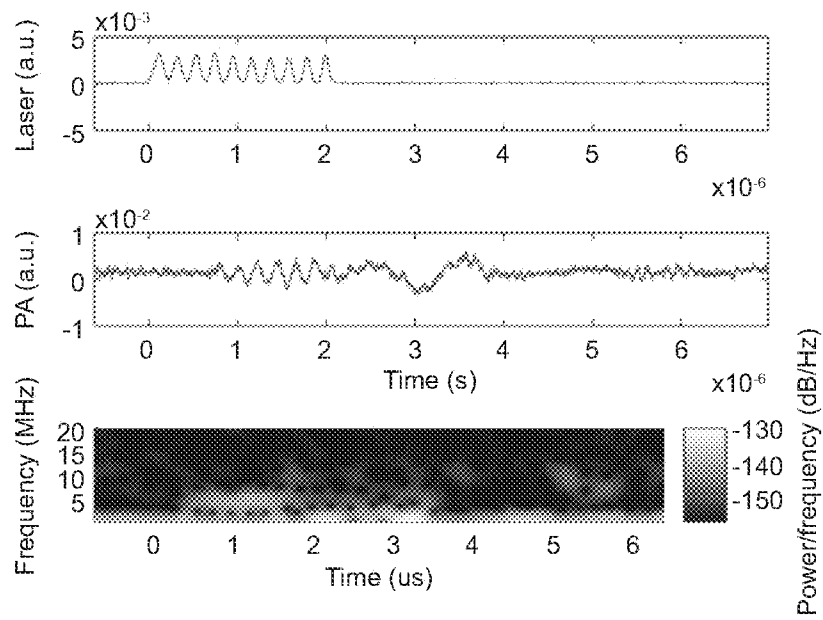 x10-3
Laser (a.u.)
5
0
-5
0 1 2 3 4 5 6
x10-6
x10-2
PA (a.u.)
1
0
-1
0 1 2 3 4 5 6
Time (s)
x10-6
Frequency (MHz)
20
15
10
5
0 1 2 3 4 5 6
Time (us)
-130
-140
-150
Power/frequency (dB/Hz)